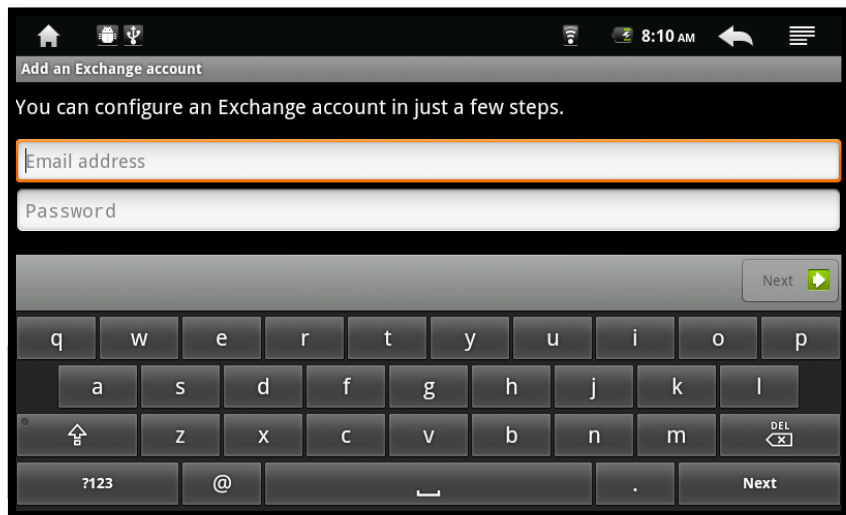 8:10 AM
Add an Exchange account
You can configure an Exchange account in just a few steps.
Email address
Password
Next
q w e r t y u i o p
a s d f g h j k l
z x c v b n m DEL
?123 @ . Next